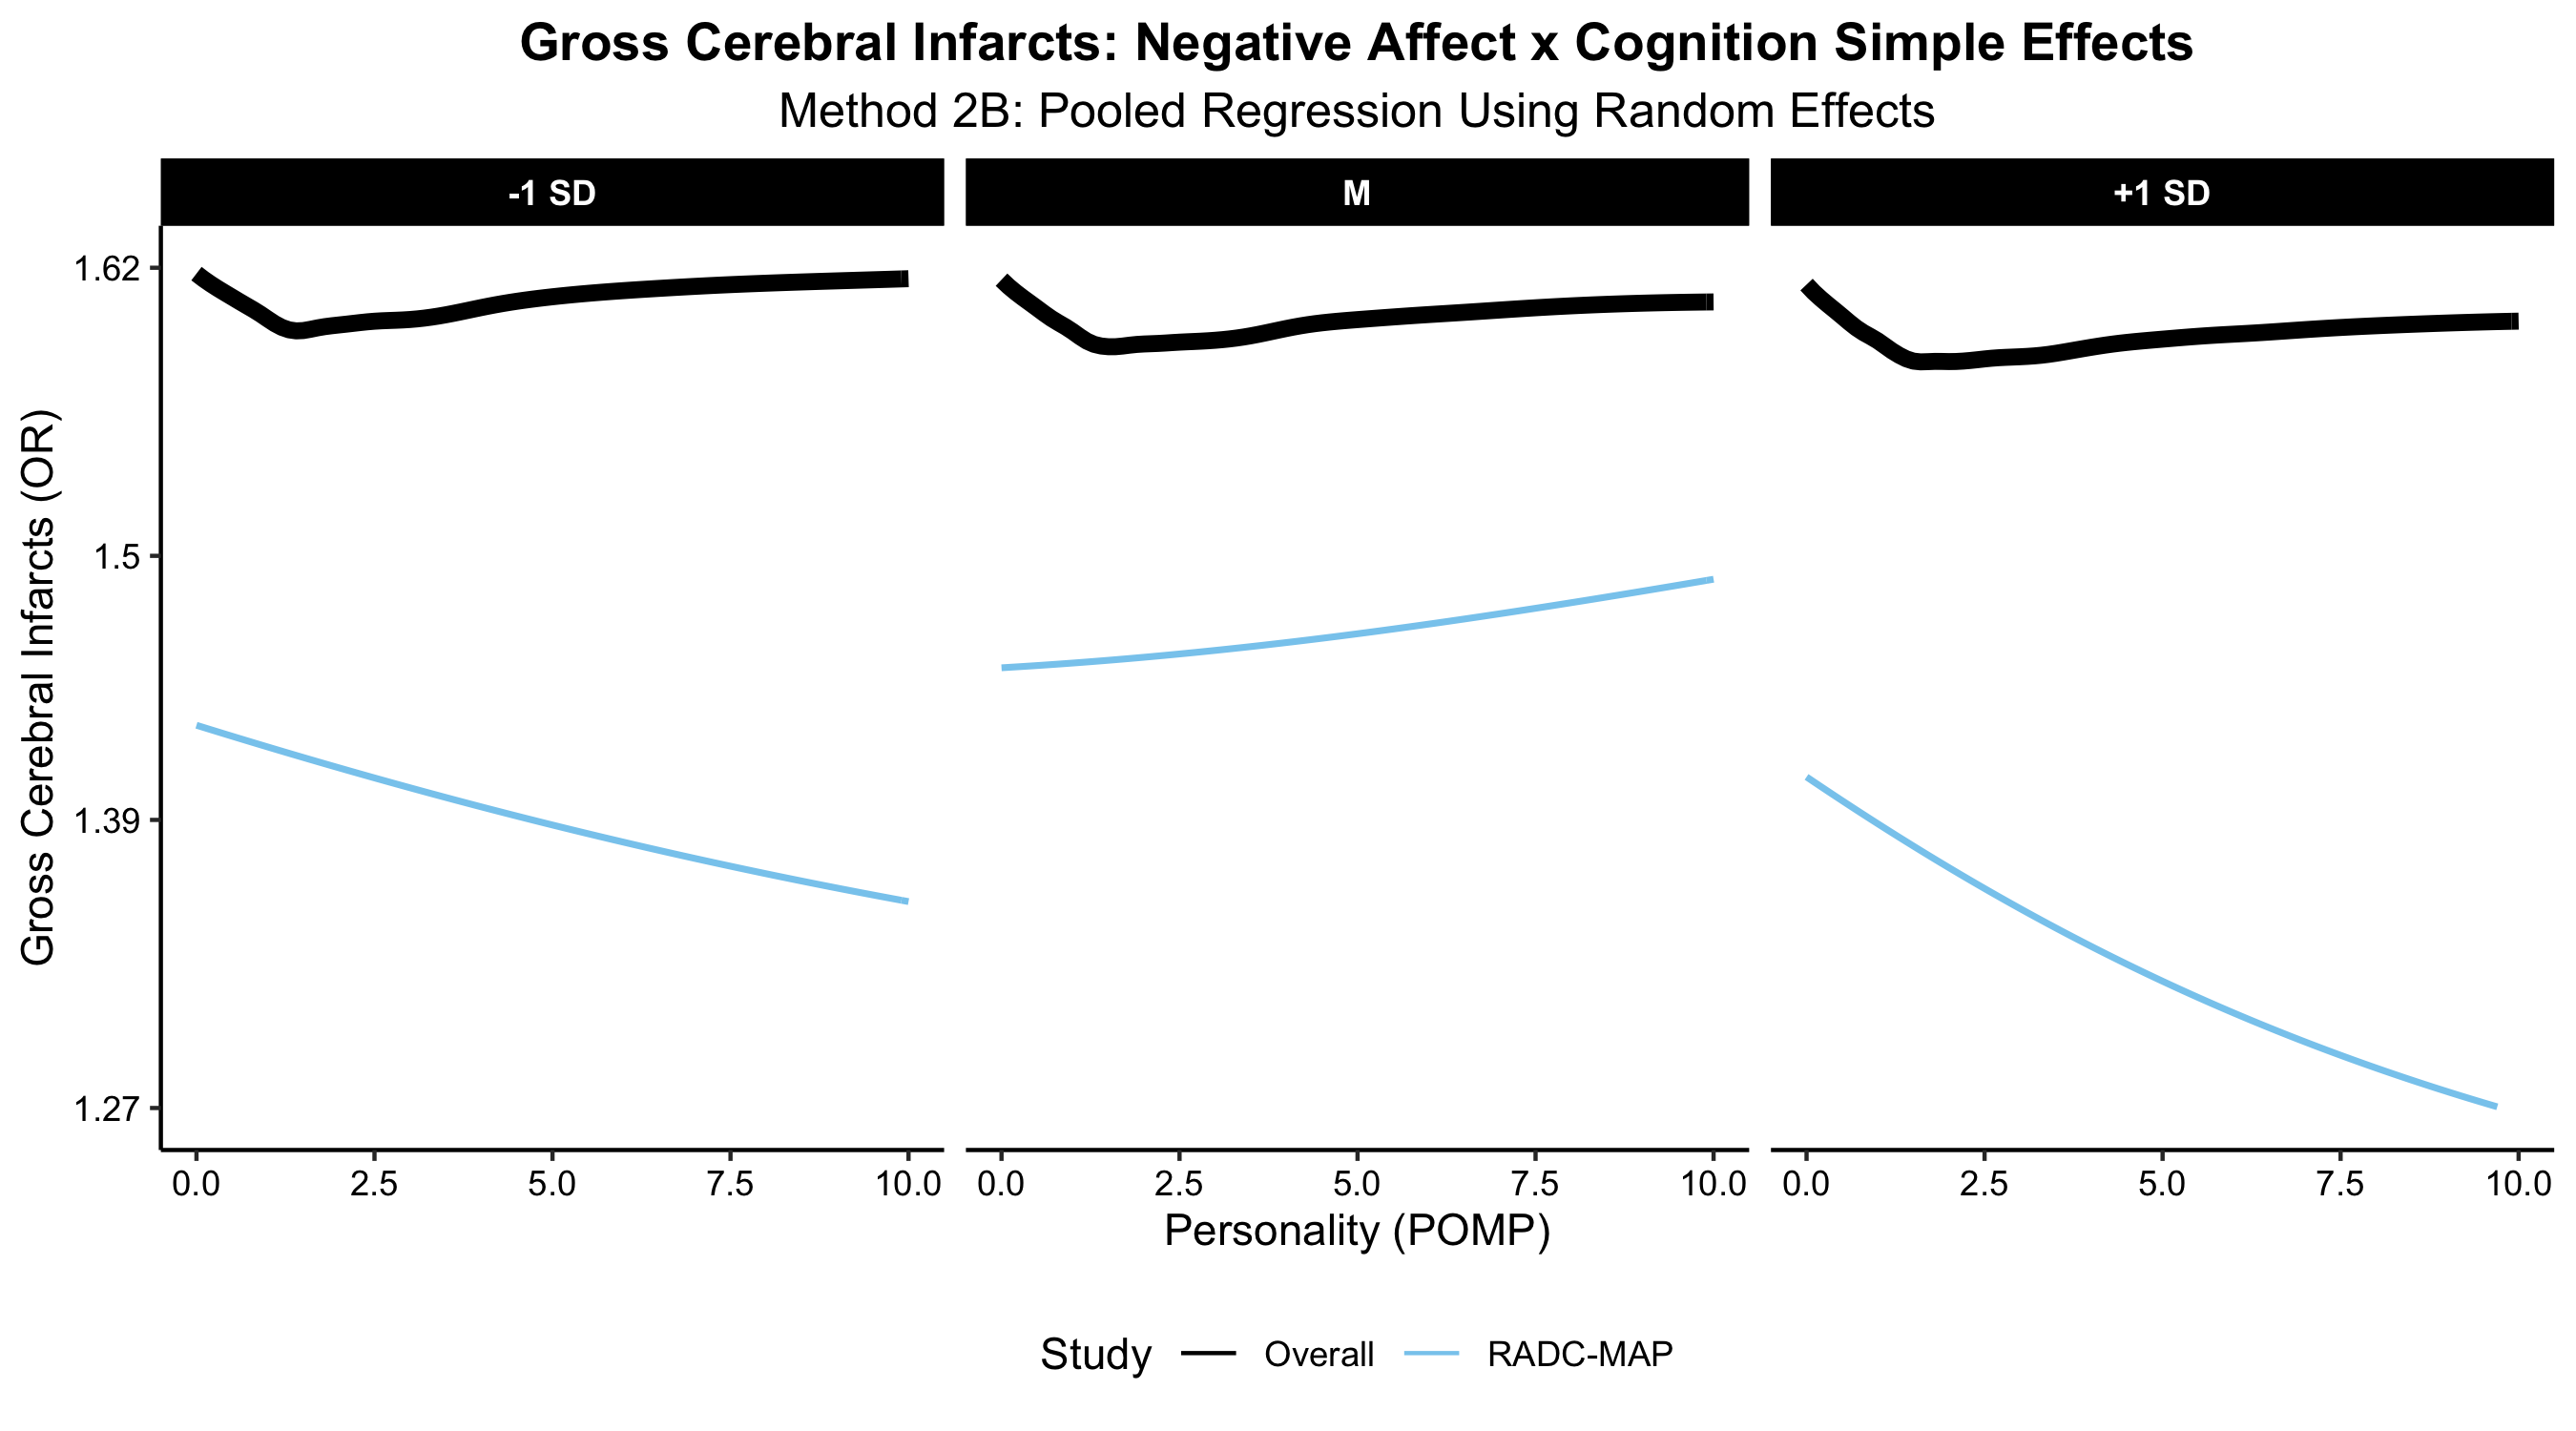 Gross Cerebral Infarcts: Negative Affect x Cognition Simple Effects
Method 2B: Pooled Regression Using Random Effects
-1 SD
M
+1 SD
Gross Cerebral Infarcts (OR)
1.62
1.5
1.39
1.27
0.0 2.5 5.0 7.5 10.0
0.0 2.5 5.0 7.5 10.0
0.0 2.5 5.0 7.5 10.0
Personality (POMP)
Study Overall RADC-MAP